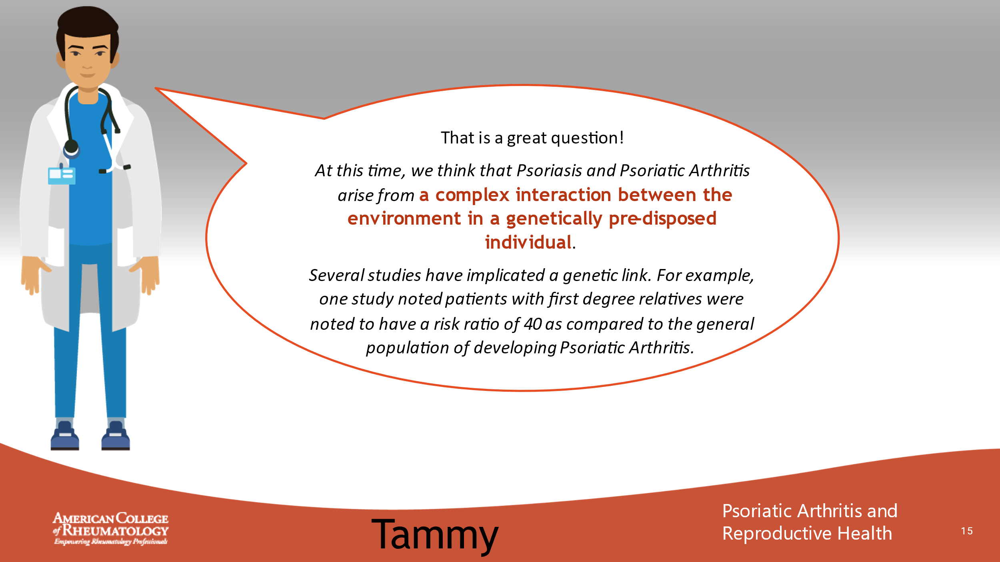 That is a great question!
At this time, we think that Psoriasis and Psoriatic Arthritis
arise from a complex interaction between the
environment in a genetically pre-disposed
individual.
Several studies have implicated a genetic link. For example,
one study noted patients with first degree relatives were
noted to have a risk ratio of 40 as compared to the general
population of developing Psoriatic Arthritis.
AMERICAN COLLEGE
of RHEUMATOLOGY
Empowering Rheumatology Professionals
Tammy
Psoriatic Arthritis and
Reproductive Health
15